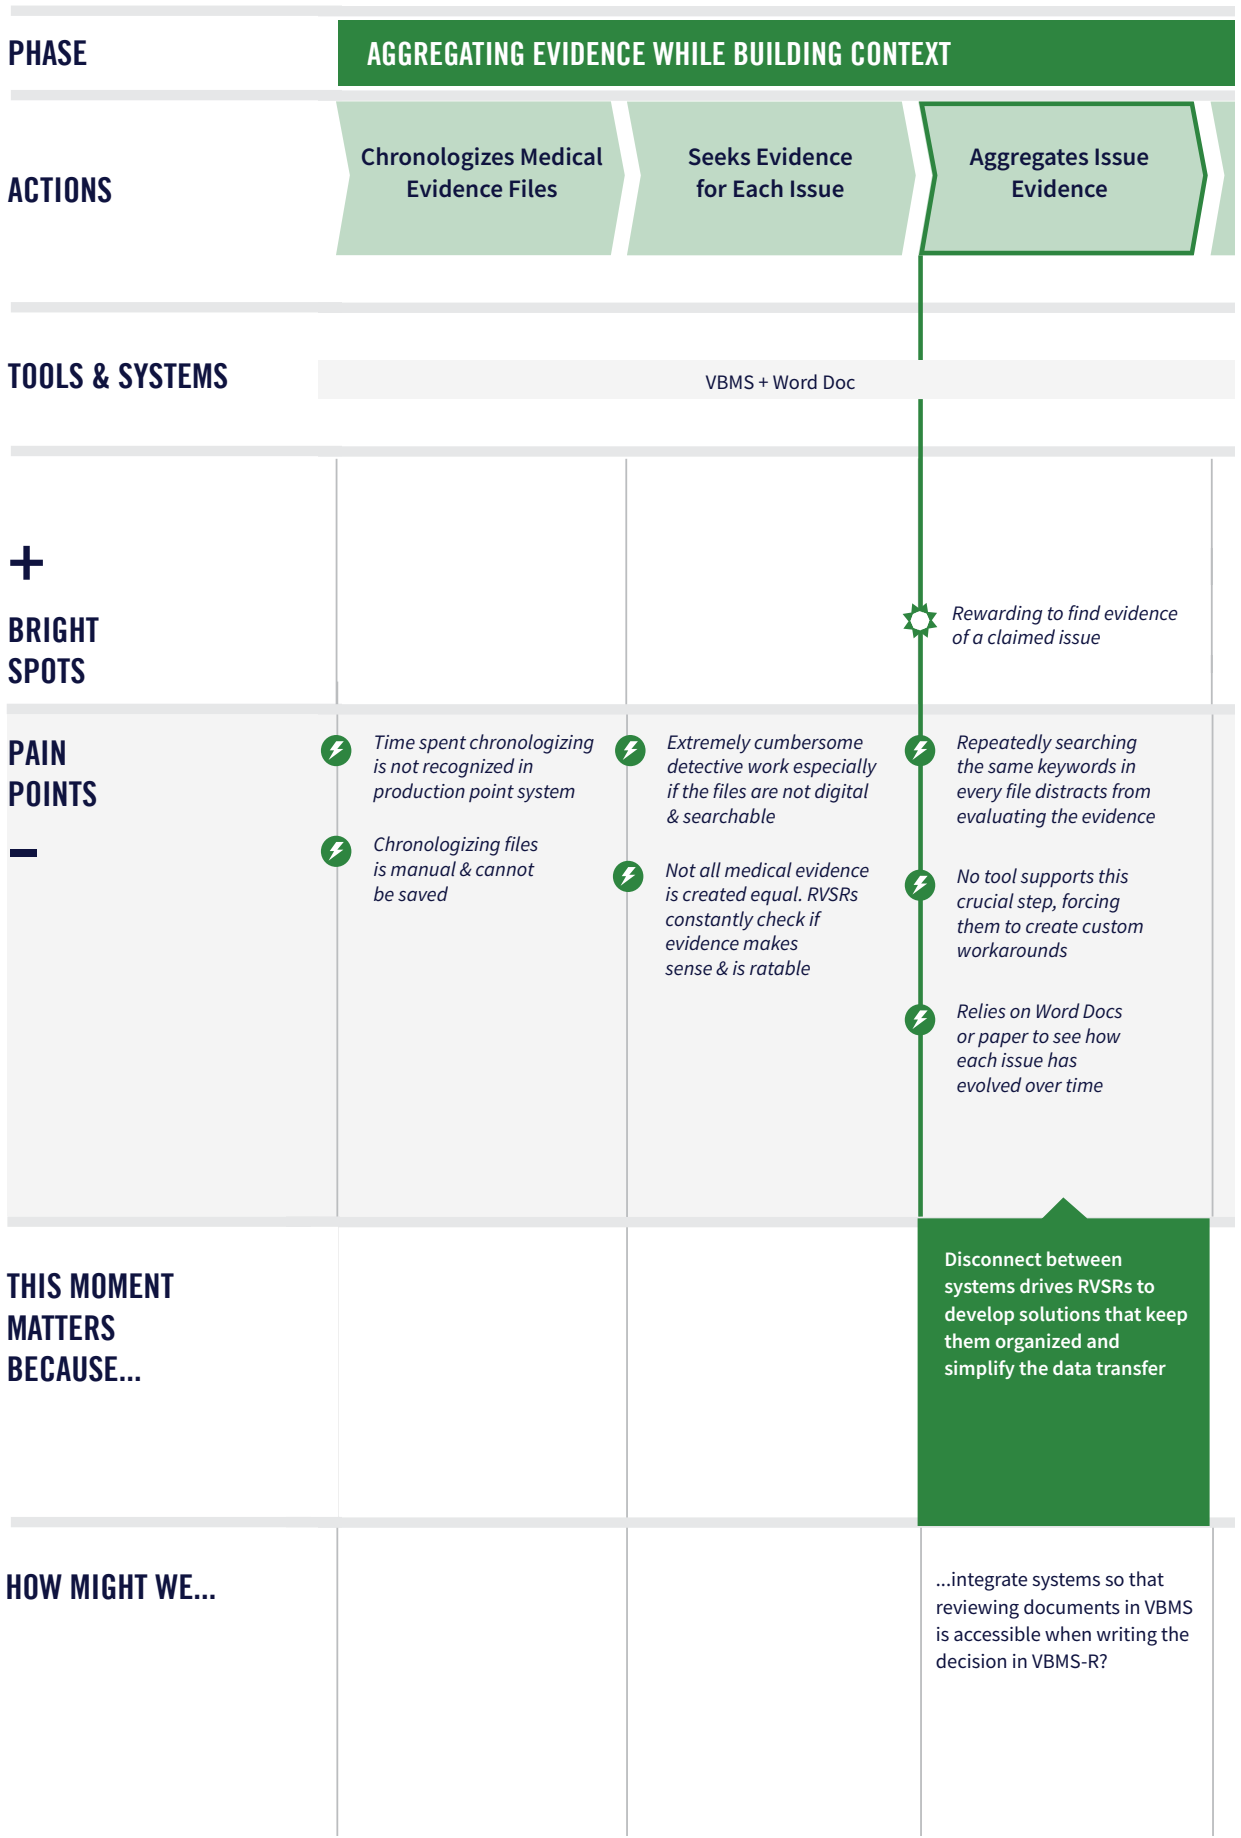 PHASE
AGGREGATING EVIDENCE WHILE BUILDING CONTEXT
ACTIONS
Chronologizes Medical
Evidence Files
Seeks Evidence
for Each Issue
Aggregates Issue
Evidence
TOOLS & SYSTEMS
VBMS + Word Doc
+
BRIGHT
SPOTS
Rewarding to find evidence
of a claimed issue
PAIN
POINTS
–
Time spent chronologizing
is not recognized in
production point system
Chronologizing files
is manual & cannot
be saved
Extremely cumbersome
detective work especially
if the files are not digital
& searchable
Not all medical evidence
is created equal. RVSRs
constantly check if
evidence makes
sense & is ratable
Repeatedly searching
the same keywords in
every file distracts from
evaluating the evidence
No tool supports this
crucial step, forcing
them to create custom
workarounds
Relies on Word Docs
or paper to see how
each issue has
evolved over time
THIS MOMENT
MATTERS
BECAUSE...
Disconnect between
systems drives RVSRs to
develop solutions that keep
them organized and
simplify the data transfer
HOW MIGHT WE...
...integrate systems so that
reviewing documents in VBMS
is accessible when writing the
decision in VBMS-R?